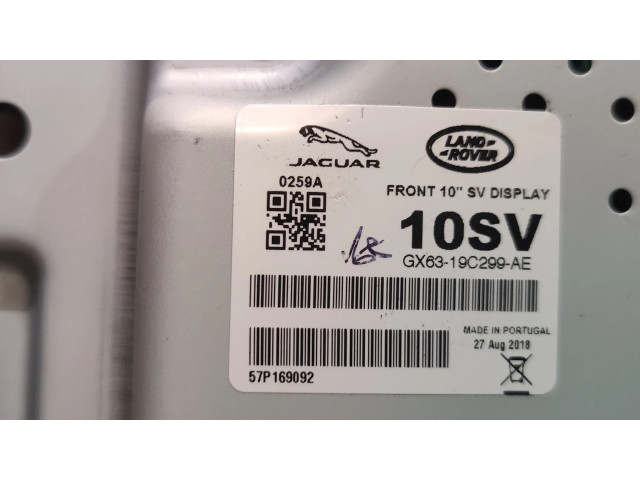 JAGUAR
LAND-
-ROVER
0259A
FRONT 10" SV DISPLAY
10SV
GX63-19C299-AE
MADE IN PORTUGAL
27 Aug 2018
57P169092